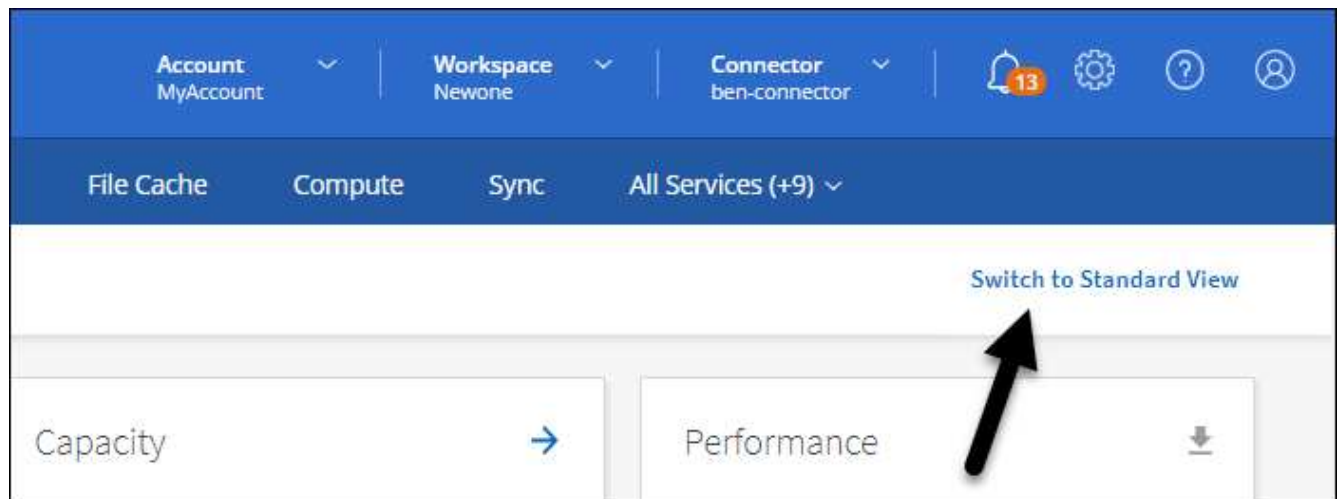 Account
MyAccount
Workspace
Newone
Connector
ben-connector
13
?
File Cache
Compute
Sync
All Services (+9)
Switch to Standard View
Capacity
Performance